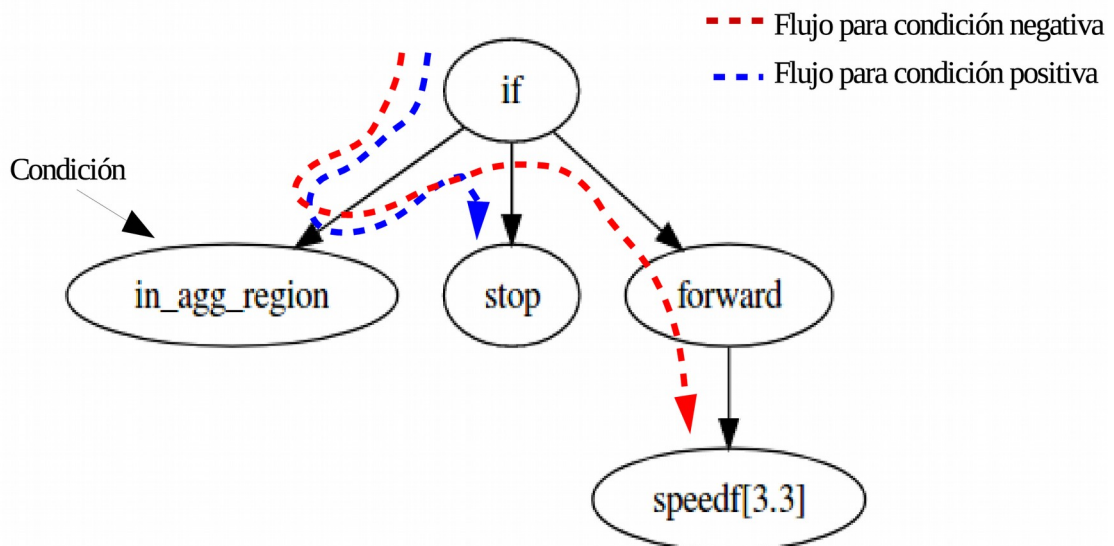 Flujo para condición negativa
Flujo para condición positiva
if
Condición
in_agg_region
stop
forward
speedf[3.3]